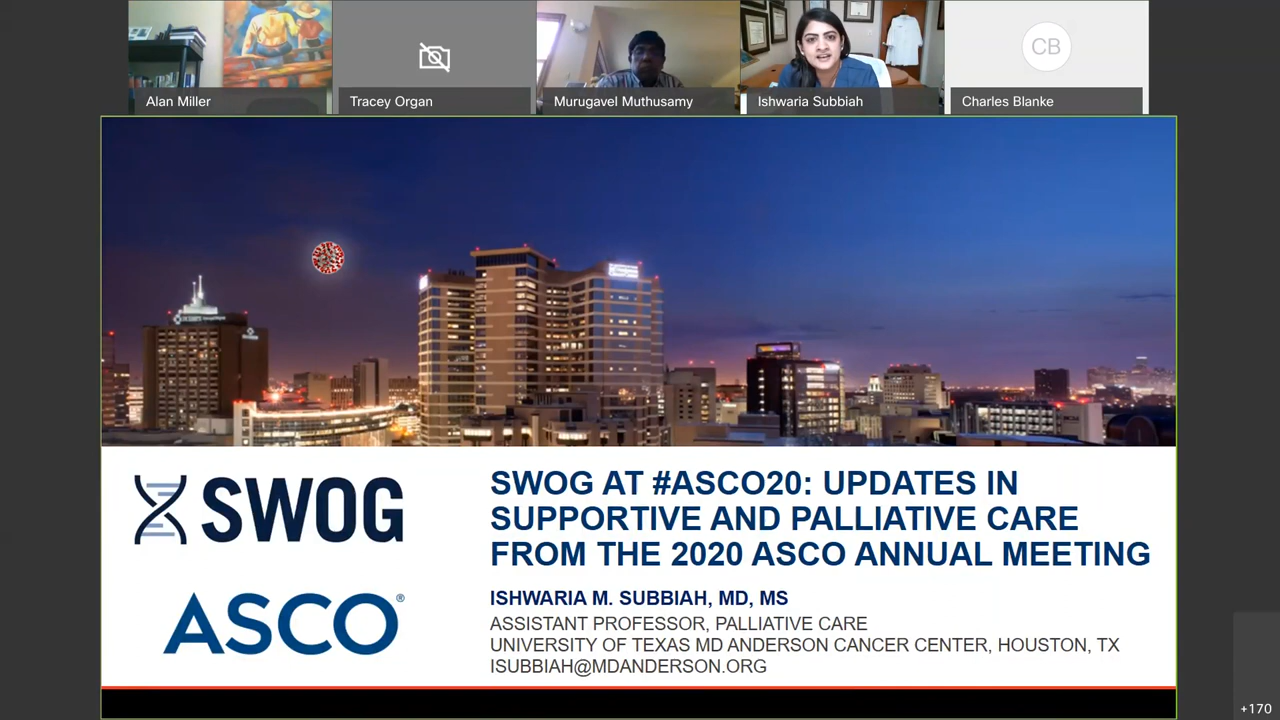 Alan Miller
Tracey Organ
Murugavel Muthusamy
Ishwaria Subbiah
CB
Charles Blanke
SWOG
ASCO®
SWOG AT #ASCO20: UPDATES IN
SUPPORTIVE AND PALLIATIVE CARE
FROM THE 2020 ASCO ANNUAL MEETING
ISHWARIA M. SUBBIAH, MD, MS
ASSISTANT PROFESSOR, PALLIATIVE CARE
UNIVERSITY OF TEXAS MD ANDERSON CANCER CENTER, HOUSTON, TX
ISUBBIAH@MDANDERSON.ORG
+170